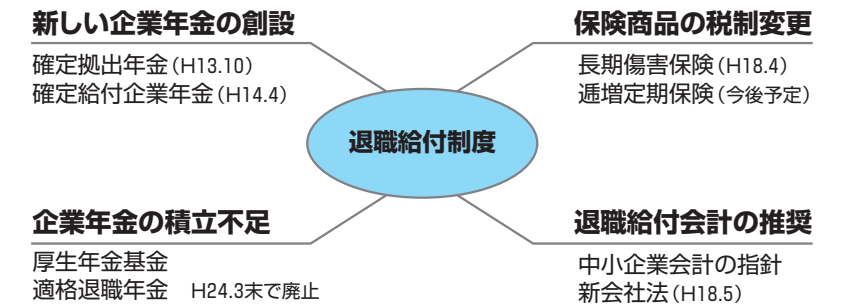 新しい企業年金の創設
確定拠出年金(H13.10)
確定給付企業年金(H14.4)
保険商品の税制変更
長期傷害保険(H18.4)
逓増定期保険(今後予定)
退職給付制度
企業年金の積立不足
厚生年金基金
適格退職年金 H24.3末で廃止
退職給付会計の推奨
中小企業会計の指針
新会社法(H18.5)